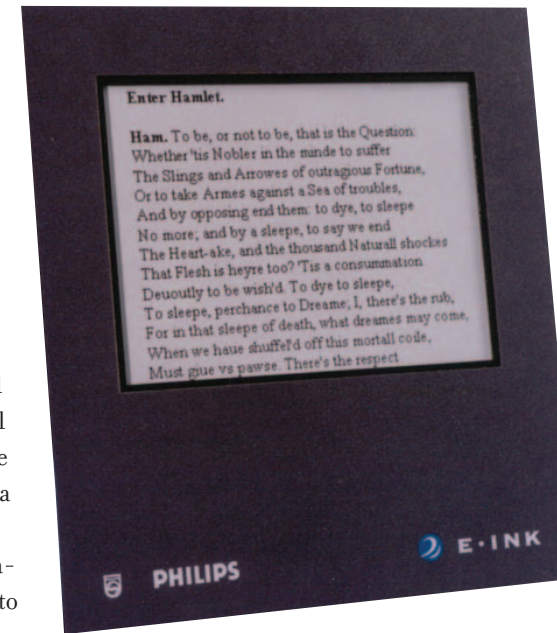 Enter Hamlet.
Ham. To be, or not to be, that is the Question:
Whether 'tis Nobler in the minde to suffer
The Slings and Arrowes of outragious Fortune,
Or to take Armes against a Sea of troubles,
And by opposing end them: to dye, to sleepe
No more; and by a sleepe, to say we end
The Heart-ake, and the thousand Naturall shockes
That Flesh is heyre too? 'Tis a consummation
Deuoutly to be wish'd. To dye to sleepe,
To sleepe, perchance to Dreame; I, there's the rub,
For in that sleepe of death, what dreames may come,
When we haue shuffel'd off this mortall coile,
Must giue vs pawse. There's the respect
l
l
e
a
a-
to
PHILIPS
E·INK